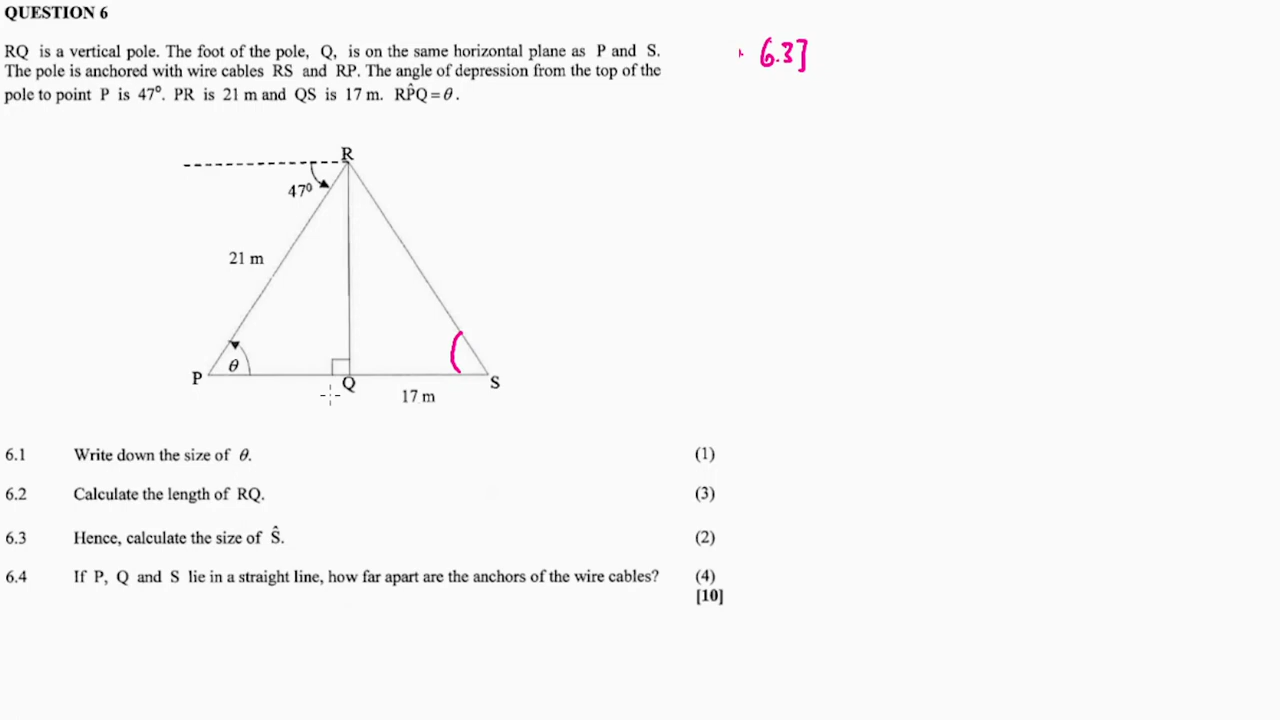 QUESTION 6
RQ is a vertical pole. The foot of the pole, Q, is on the same horizontal plane as P and S.
The pole is anchored with wire cables RS and RP. The angle of depression from the top of the
pole to point P is 47°. PR is 21 m and QS is 17 m. RP̂Q = θ.
6.3]
R
47⁰
21 m
θ
P
Q
S
17 m
6.1 Write down the size of θ. (1)
6.2 Calculate the length of RQ. (3)
6.3 Hence, calculate the size of Ŝ. (2)
6.4 If P, Q and S lie in a straight line, how far apart are the anchors of the wire cables? (4)
[10]